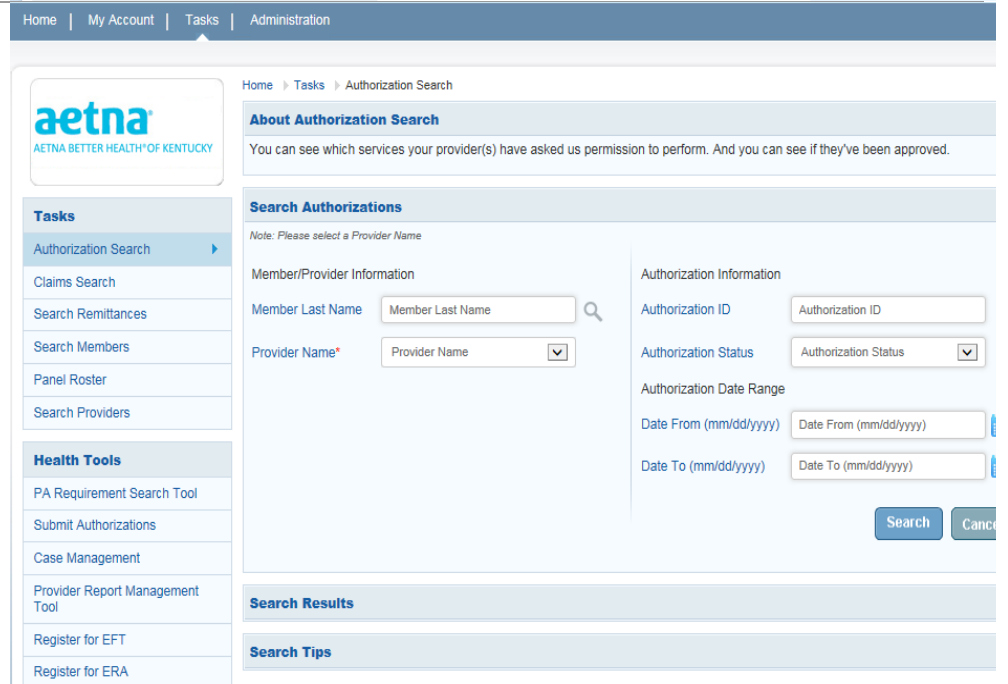 Home | My Account | Tasks | Administration
aetna®
AETNA BETTER HEALTH® OF KENTUCKY
Tasks
Authorization Search
Claims Search
Search Remittances
Search Members
Panel Roster
Search Providers
Health Tools
PA Requirement Search Tool
Submit Authorizations
Case Management
Provider Report Management
Tool
Register for EFT
Register for ERA
Home Tasks Authorization Search
About Authorization Search
You can see which services your provider(s) have asked us permission to perform. And you can see if they've been approved.
Search Authorizations
Note: Please select a Provider Name
Member/Provider Information
Member Last Name Member Last Name
Provider Name* Provider Name
Authorization Information
Authorization ID Authorization ID
Authorization Status Authorization Status
Authorization Date Range
Date From (mm/dd/yyyy) Date From (mm/dd/yyyy)
Date To (mm/dd/yyyy) Date To (mm/dd/yyyy)
Search Cance
Search Results
Search Tips